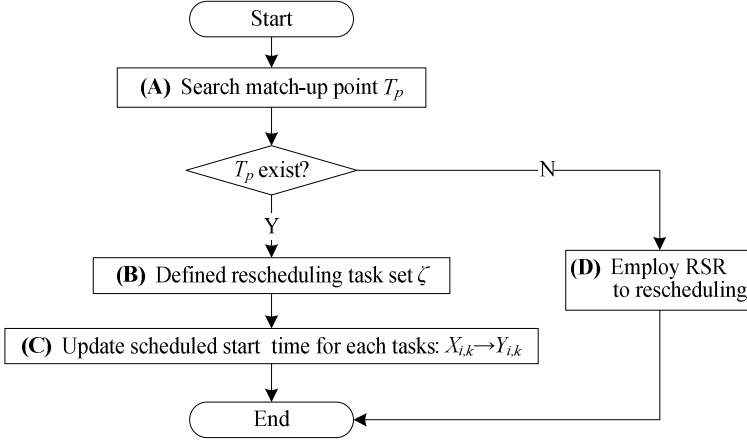 Start
(A) Search match-up point Tp
Tp exist?
N
Y
(B) Defined rescheduling task set ζ
(D) Employ RSR
to rescheduling
(C) Update scheduled start time for each tasks: Xi,k→Yi,k
End